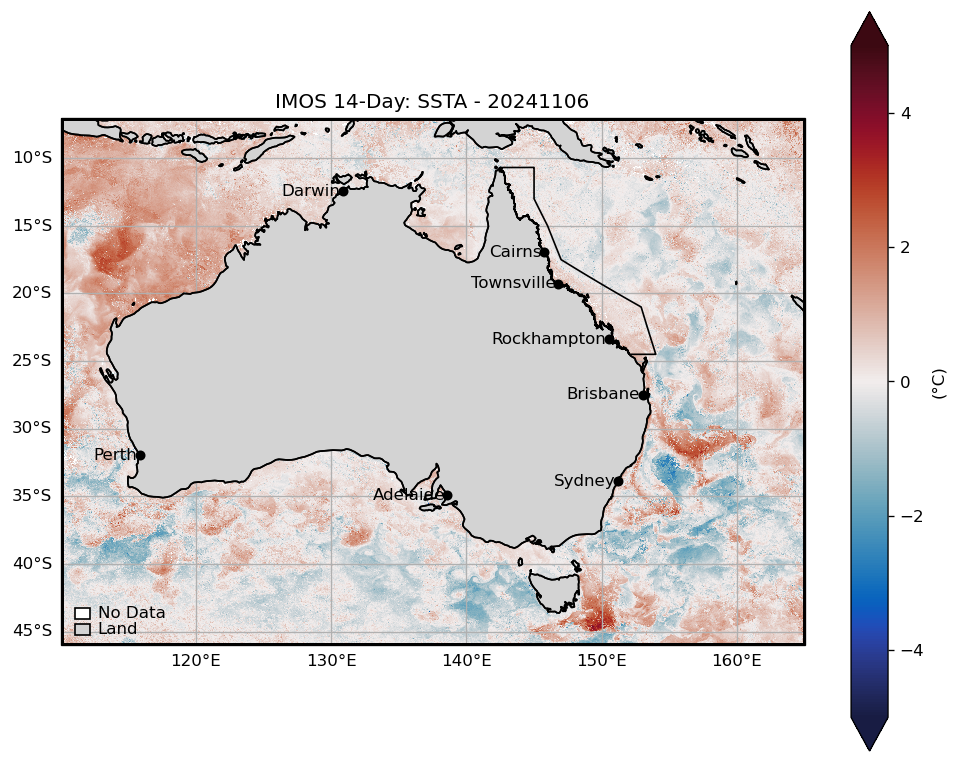 IMOS 14-Day: SSTA - 20241106
4
10°S
Darwin
15°S
2
Cairns
20°S
Townsville
Rockhampton
25°S
0
(°C)
Brisbane
30°S
Perth
Sydney
35°S
Adelaide
−2
40°S
No Data
Land
45°S
−4
120°E 130°E 140°E 150°E 160°E